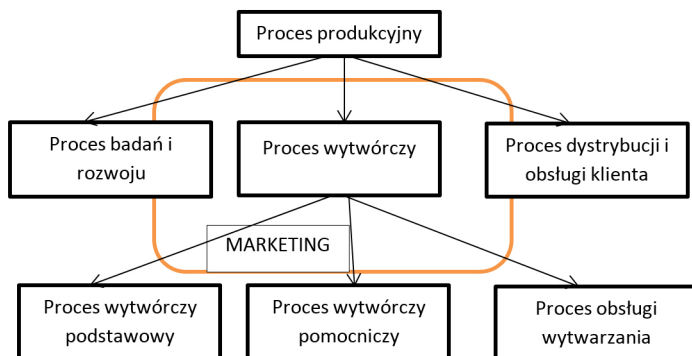 Proces produkcyjny
Proces badań i
rozwoju
Proces wytwórczy
Proces dystrybucji i
obsługi klienta
MARKETING
Proces wytwórczy
podstawowy
Proces wytwórczy
pomocniczy
Proces obsługi
wytwarzania